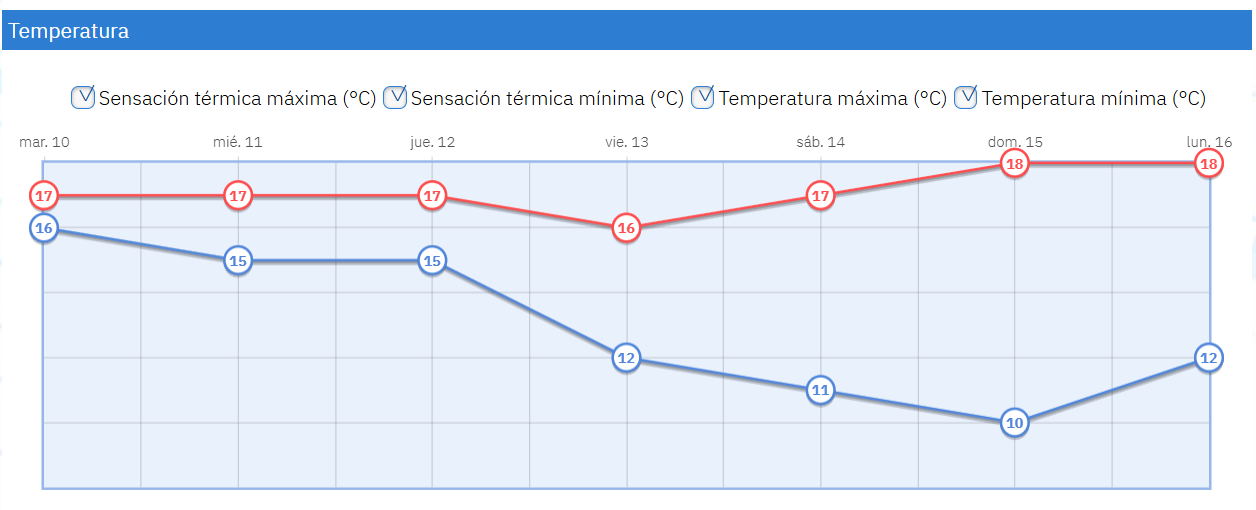 Temperatura
Sensación térmica máxima (°C) Sensación térmica mínima (°C) Temperatura máxima (°C) Temperatura mínima (°C)
mar. 10 mié. 11 jue. 12 vie. 13 sáb. 14 dom. 15 lun. 16
17 17 17 16 17 18 18
16 15 15 12 11 10 12